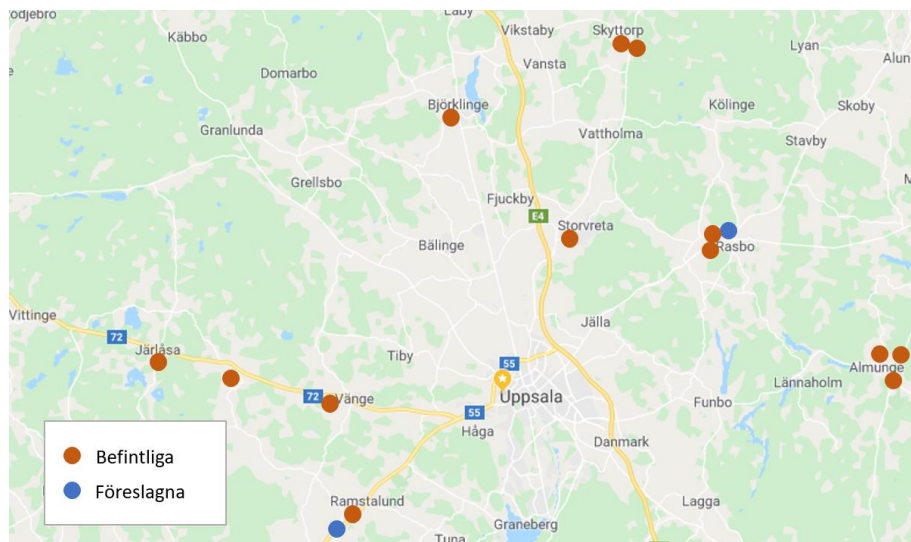 odjebo
Laby
Vikstaby
Skyttorp
Käbbo
Lyan
Vansta
Alun
Domarbo
Björklinge
Kölinge
Skoby
Granlunda
Vattholma
Stavby
Grellsbo
Fjuckby
E4
Storvreta
Bälinge
Rasbo
Vittinge
Jälla
72
Järlåsa
Tiby
55
Almunge
Lännaholm
72
Vänge
Uppsala
Funbo
55
Håga
Danmark
Befintliga
Föreslagna
Ramstalund
Lagga
Graneberg
Tuna